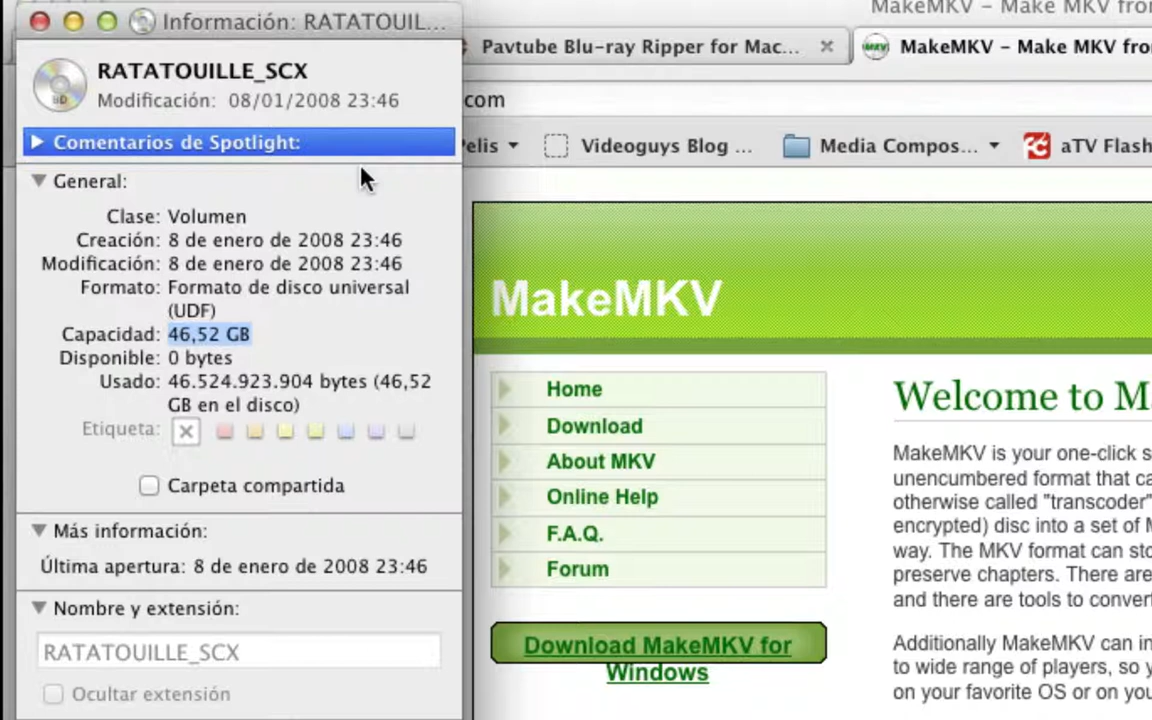 Información: RATATOUIL...
RATATOUILLE_SCX
Modificación: 08/01/2008 23:46
Comentarios de Spotlight:
General:
Clase: Volumen
Creación: 8 de enero de 2008 23:46
Modificación: 8 de enero de 2008 23:46
Formato: Formato de disco universal
(UDF)
Capacidad: 46,52 GB
Disponible: 0 bytes
Usado: 46.524.923.904 bytes (46,52
GB en el disco)
Etiqueta:
Carpeta compartida
Más información:
Última apertura: 8 de enero de 2008 23:46
Nombre y extensión:
RATATOUILLE_SCX
Ocultar extensión
MakeMKV – Make MKV from
Pavtube Blu-ray Ripper for Mac...
MakeMKV – Make MKV fro
com
Pelis
Videoguys Blog ...
Media Compos...
aTV Flash
MakeMKV
Home
Download
About MKV
Online Help
F.A.Q.
Forum
Download MakeMKV for
Windows
Welcome to M
MakeMKV is your one-click s
unencumbered format that ca
otherwise called "transcoder"
encrypted) disc into a set of M
way. The MKV format can sto
preserve chapters. There are
and there are tools to convert
Additionally MakeMKV can in
to wide range of players, so y
on your favorite OS or on you